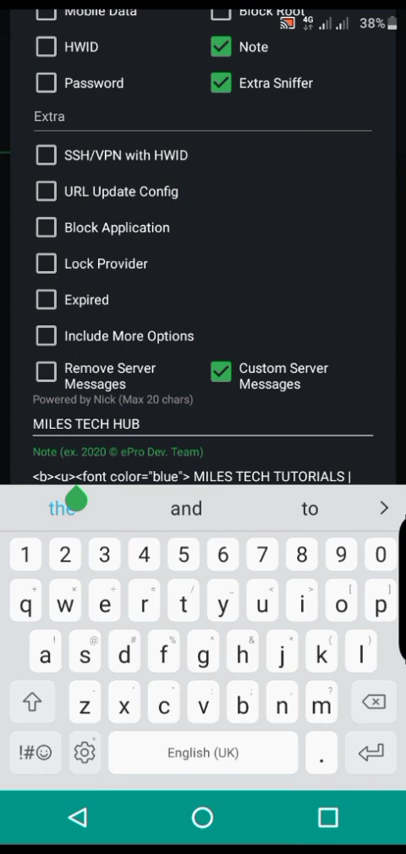 Mobile Data Block Root
4G 38%
HWID Note
Password Extra Sniffer
Extra
SSH/VPN with HWID
URL Update Config
Block Application
Lock Provider
Expired
Include More Options
Remove Server Messages Custom Server Messages
Powered by Nick (Max 20 chars)
MILES TECH HUB
Note (ex. 2020 © ePro Dev. Team)
<b><u><font color="blue"> MILES TECH TUTORIALS |
the and to
1 2 3 4 5 6 7 8 9 0
q w e r t y u i o p
a s d f g h j k l
z x c v b n m
!#☺ English (UK) .